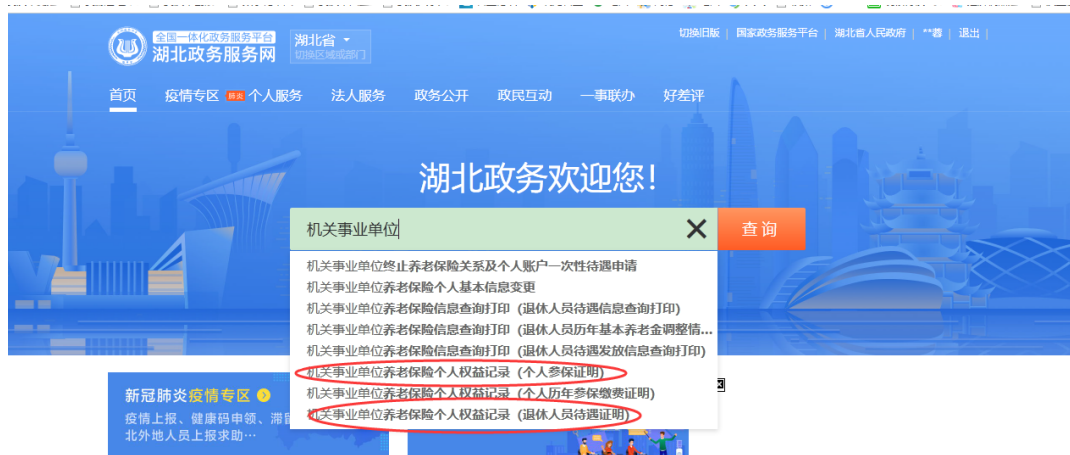 全国一体化政务服务平台
湖北政务服务网
湖北省
切换区域或部门
切换旧版 | 国家政务服务平台 | 湖北省人民政府 | **蓉 | 退出 |
首页 疫情专区 肺炎 个人服务 法人服务 政务公开 政民互动 一事联办 好差评
湖北政务欢迎您!
机关事业单位 查询
机关事业单位终止养老保险关系及个人账户一次性待遇申请
机关事业单位养老保险个人基本信息变更
机关事业单位养老保险信息查询打印(退休人员待遇信息查询打印)
机关事业单位养老保险信息查询打印(退休人员历年基本养老金调整情...
机关事业单位养老保险信息查询打印(退休人员待遇发放信息查询打印)
机关事业单位养老保险个人权益记录(个人参保证明)
机关事业单位养老保险个人权益记录(个人历年参保缴费证明)
机关事业单位养老保险个人权益记录(退休人员待遇证明)
新冠肺炎疫情专区
疫情上报、健康码申领、滞留
北外地人员上报求助…